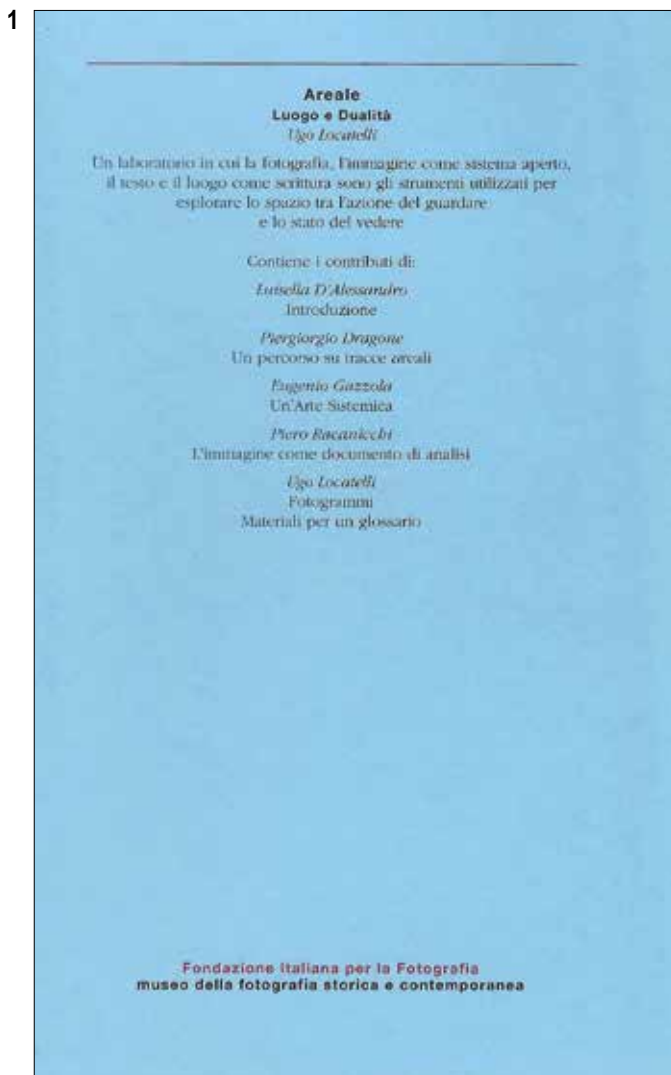 1
Areale
Luogo e Dualità
Ugo Locatelli
Un laboratorio in cui la fotografia, l'immagine come sistema aperto,
il testo e il luogo come scrittura sono gli strumenti utilizzati per
esplorare lo spazio tra l'azione del guardare
e lo stato del vedere
Contiene i contributi di:
Luisella D'Alessandro
Introduzione
Piergiorgio Dragone
Un percorso su tracce areali
Eugenio Gazzola
Un'Arte Sistemica
Piero Racanicchi
L'immagine come documento di analisi
Ugo Locatelli
Fotogrammi
Materiali per un glossario
Fondazione Italiana per la Fotografia
museo della fotografia storica e contemporanea